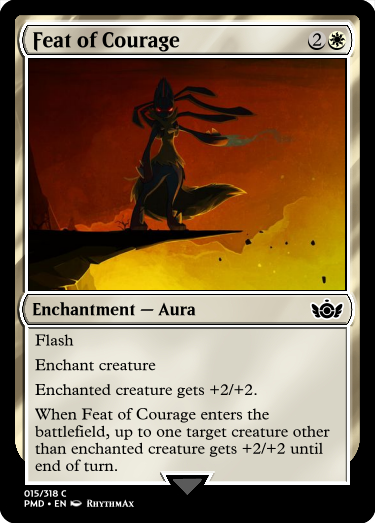 Feat of Courage 2
Enchantment — Aura
Flash
Enchant creature
Enchanted creature gets +2/+2.
When Feat of Courage enters the
battlefield, up to one target creature other
than enchanted creature gets +2/+2 until
end of turn.
015/318 C
PMD • EN RhythmAx